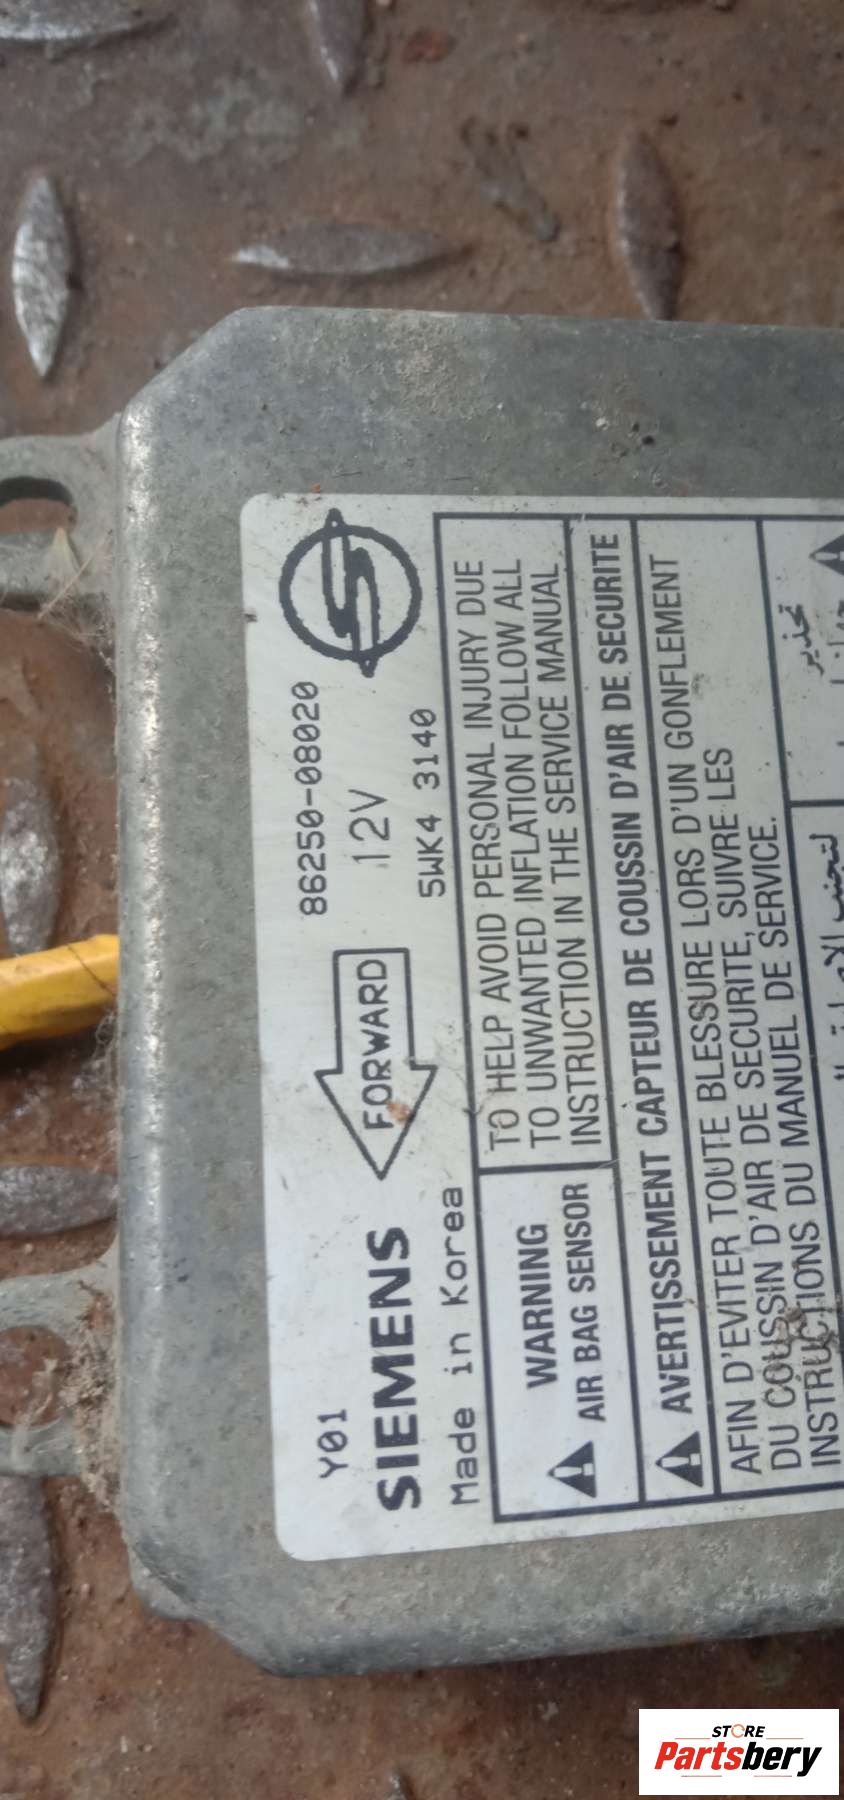 Y01
SIEMENS
Made in Korea
FORWARD
86250-08020
12V
5WK4 3140
WARNING
AIR BAG SENSOR
TO HELP AVOID PERSONAL INJURY DUE
TO UNWANTED INFLATION FOLLOW ALL
INSTRUCTION IN THE SERVICE MANUAL
AVERTISSEMENT CAPTEUR DE COUSSIN D'AIR DE SECURITE
AFIN D'EVITER TOUTE BLESSURE LORS D'UN GONFLEMENT
DU COUSSIN D'AIR DE SECURITE, SUIVRE LES
INSTRUCTIONS DU MANUEL DE SERVICE.
تحذير
لتجنب
STORE
Partsbery